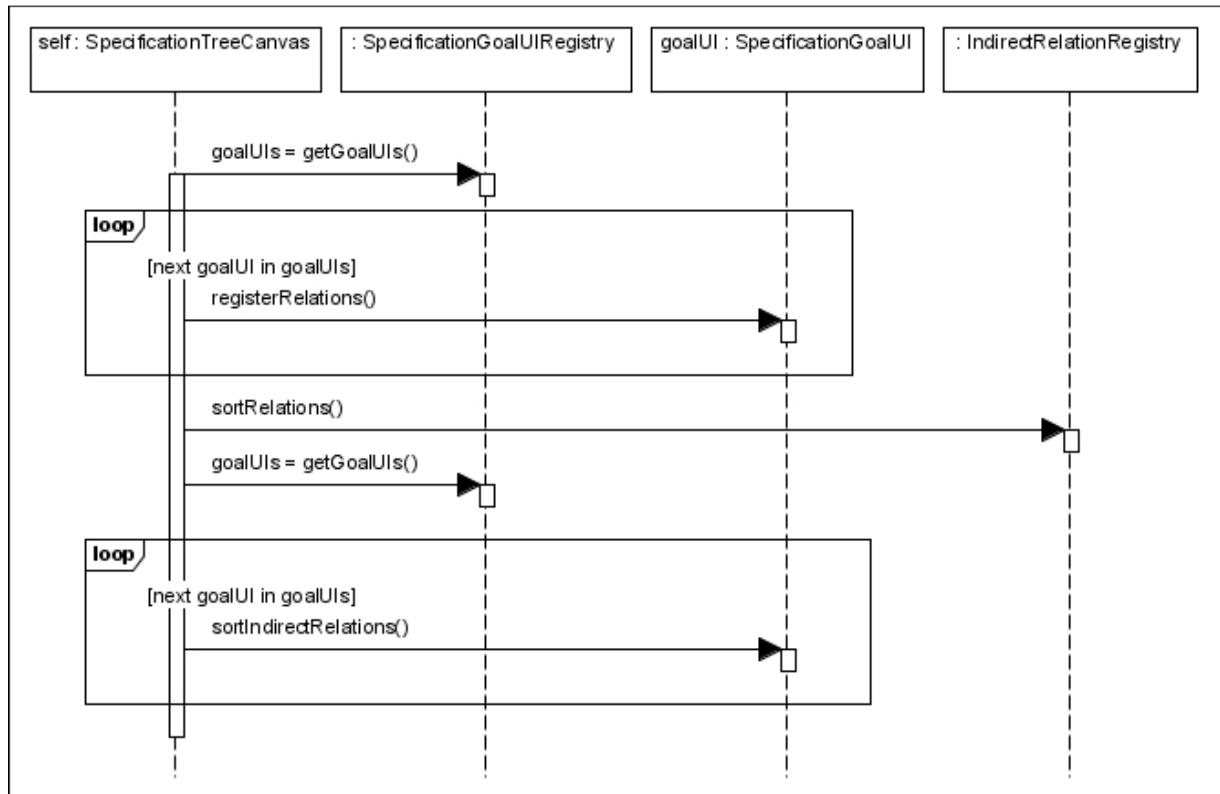 self : SpecificationTreeCanvas
: SpecificationGoalUIRegistry
goalUI : SpecificationGoalUI
: IndirectRelationRegistry
goalUIs = getGoalUIs()
loop
[next goalUI in goalUIs]
registerRelations()
sortRelations()
goalUIs = getGoalUIs()
loop
[next goalUI in goalUIs]
sortIndirectRelations()